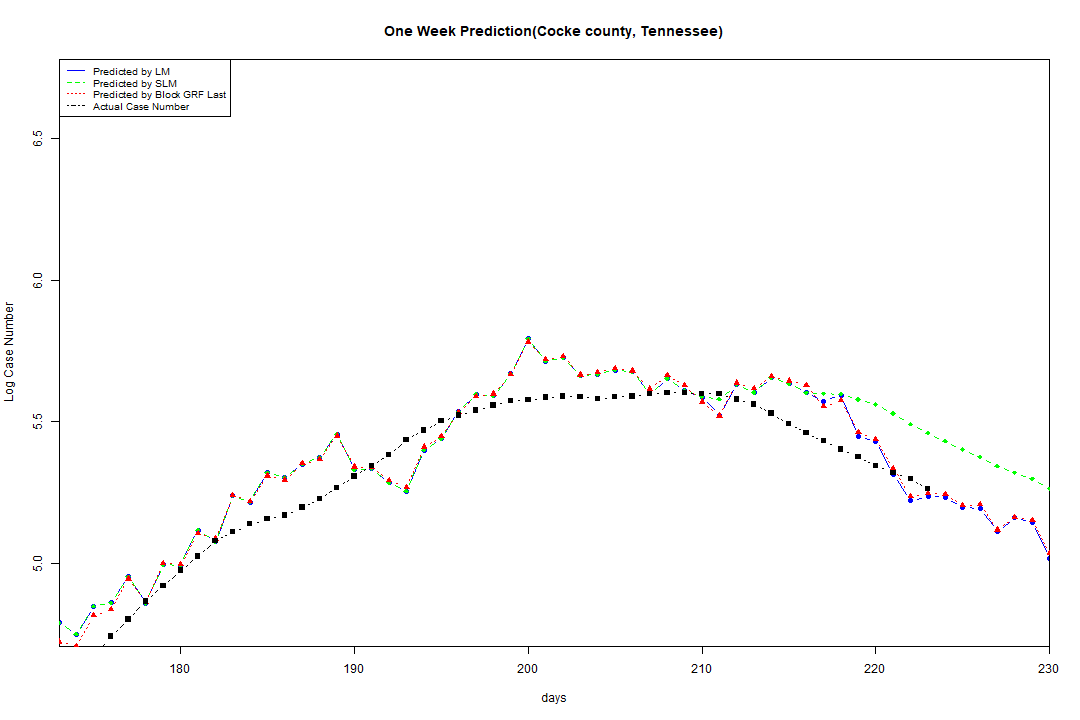 One Week Prediction(Cocke county, Tennessee)
Predicted by LM
Predicted by SLM
Predicted by Block GRF Last
Actual Case Number
Log Case Number
6.5
6.0
5.5
5.0
180 190 200 210 220 230
days